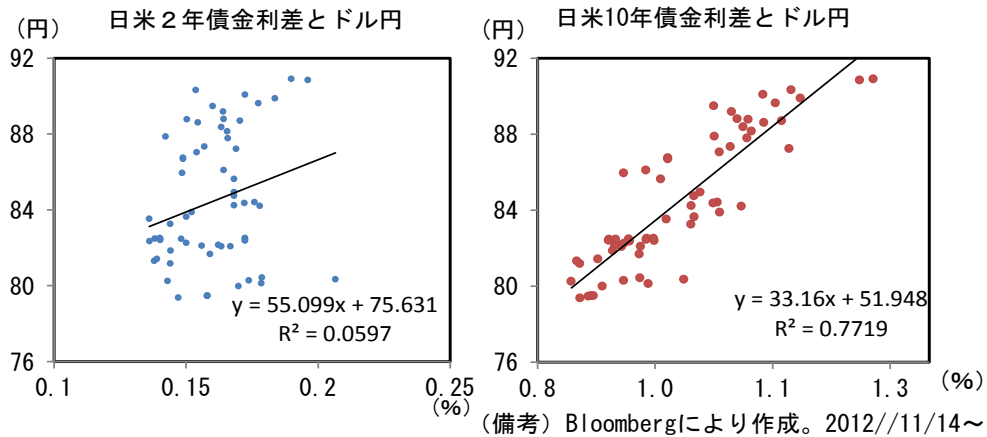 日米２年債金利差とドル円
（円）
92
88
84
80
76
0.1
0.15
0.2
0.25
（%）
y = 55.099x + 75.631
R² = 0.0597
日米10年債金利差とドル円
（円）
92
88
84
80
76
0.8
1.0
1.1
1.3
（%）
y = 33.16x + 51.948
R² = 0.7719
（備考）Bloombergにより作成。2012//11/14～